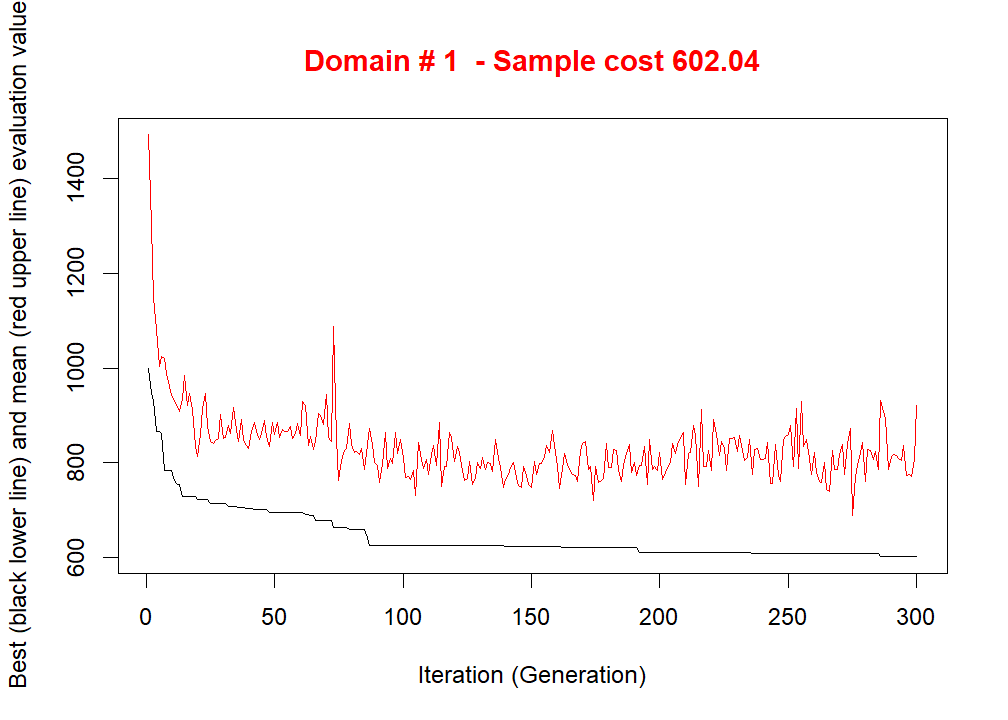 Domain # 1  - Sample cost 602.04
Best (black lower line) and mean (red upper line) evaluation value
1400
1200
1000
800
600
0 50 100 150 200 250 300
Iteration (Generation)